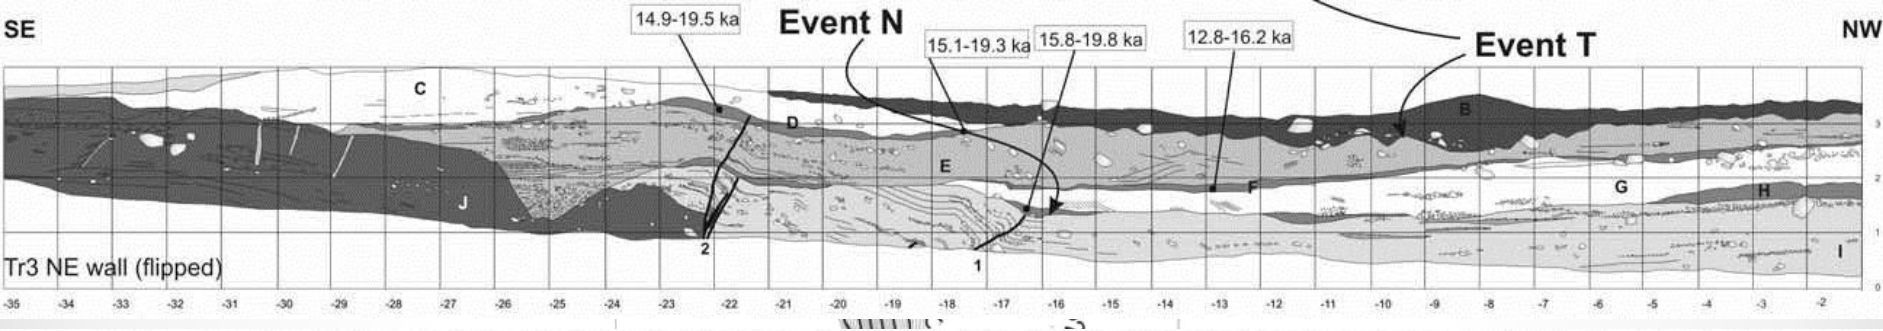 14.9-19.5 ka
Event N
15.1-19.3 ka
15.8-19.8 ka
12.8-16.2 ka
Event T
SE
NW
C
D
B
E
F
G
H
J
I
3
2
1
0
2
1
Tr3 NE wall (flipped)
-35 -34 -33 -32 -31 -30 -29 -28 -27 -26 -25 -24 -23 -22 -21 -20 -19 -18 -17 -16 -15 -14 -13 -12 -11 -10 -9 -8 -7 -6 -5 -4 -3 -2